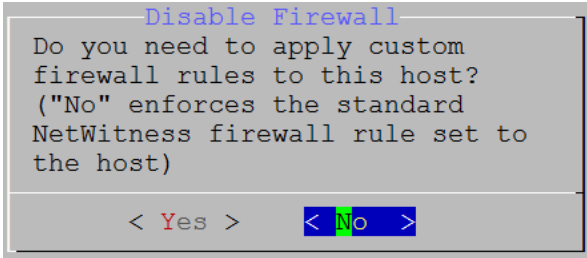 Disable Firewall
Do you need to apply custom
firewall rules to this host?
("No" enforces the standard
NetWitness firewall rule set to
the host)
< Yes > < No >